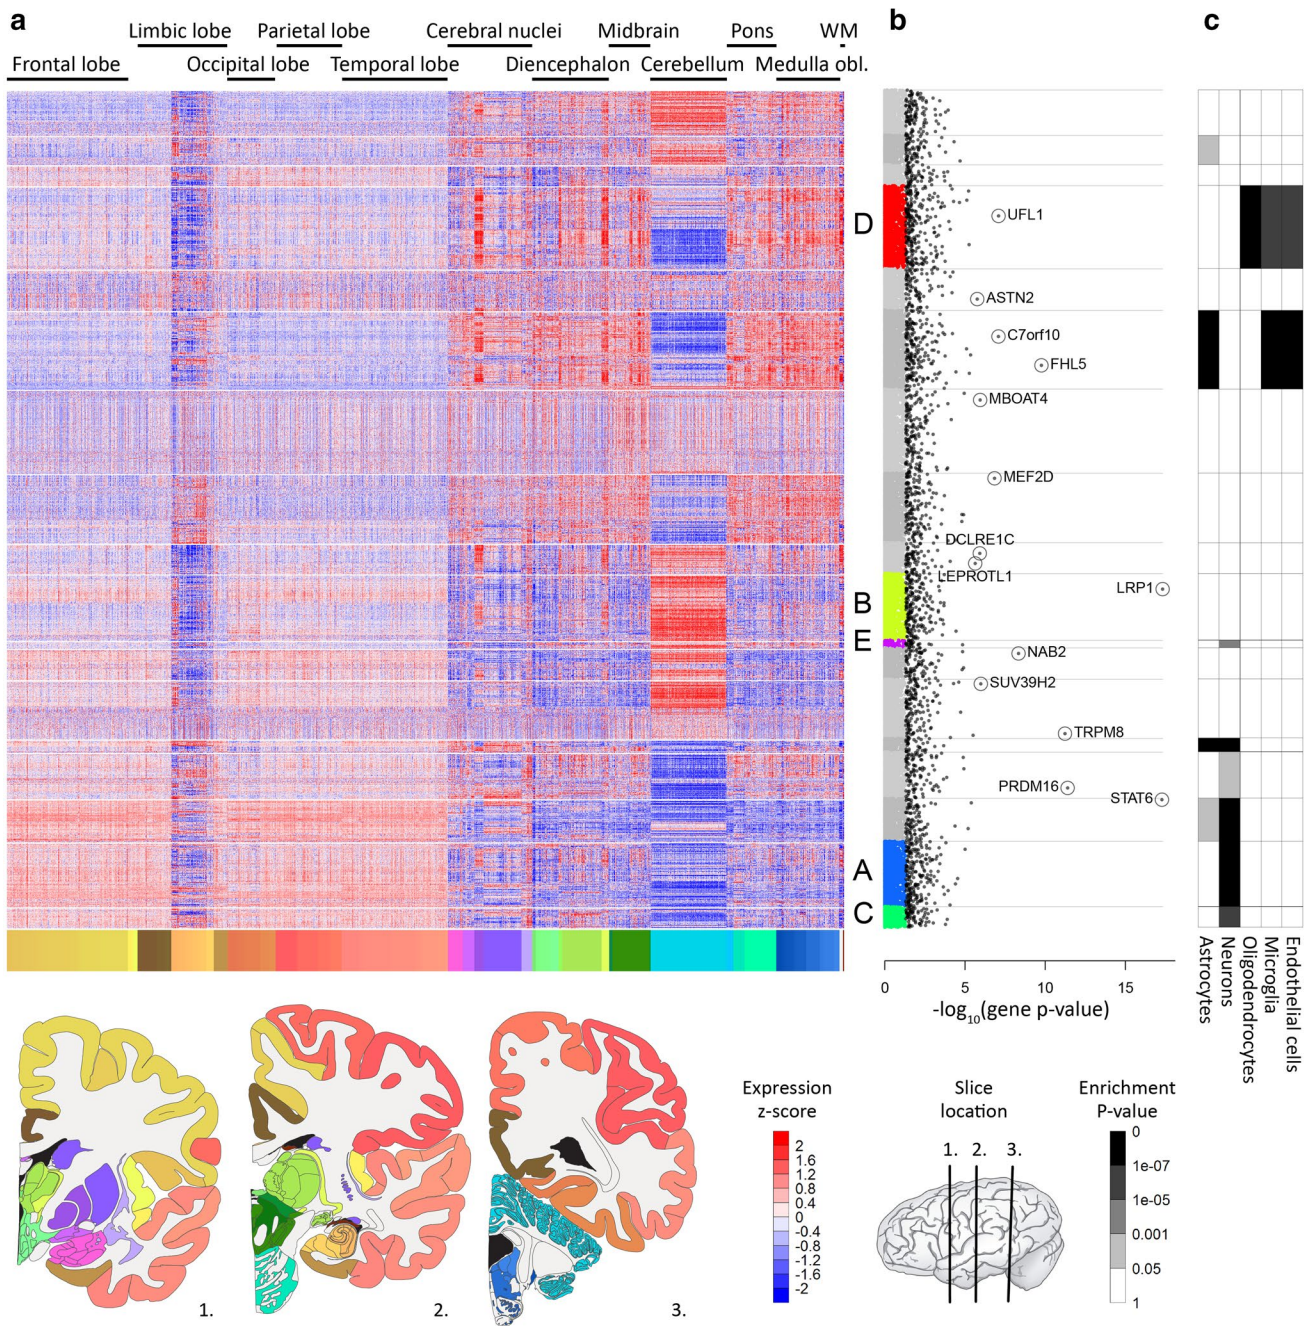 a
b
c
Limbic lobe
Parietal lobe
Cerebral nuclei
Midbrain
Pons
WM
Frontal lobe
Occipital lobe
Temporal lobe
Diencephalon
Cerebellum
Medulla obl.
D
B
E
A
C
UFL1
ASTN2
C7orf10
FHL5
MBOAT4
MEF2D
DCLRE1C
LEPROTL1
LRP1
NAB2
SUV39H2
TRPM8
PRDM16
STAT6
0
5
10
15
-log10(gene p-value)
Astrocytes
Neurons
Oligodendrocytes
Microglia
Endothelial cells
1.
2.
3.
Expression
z-score
2
1.6
1.2
0.8
0.4
0
-0.4
-0.8
-1.2
-1.6
-2
Slice
location
1.
2.
3.
Enrichment
P-value
0
1e-07
1e-05
0.001
0.05
1